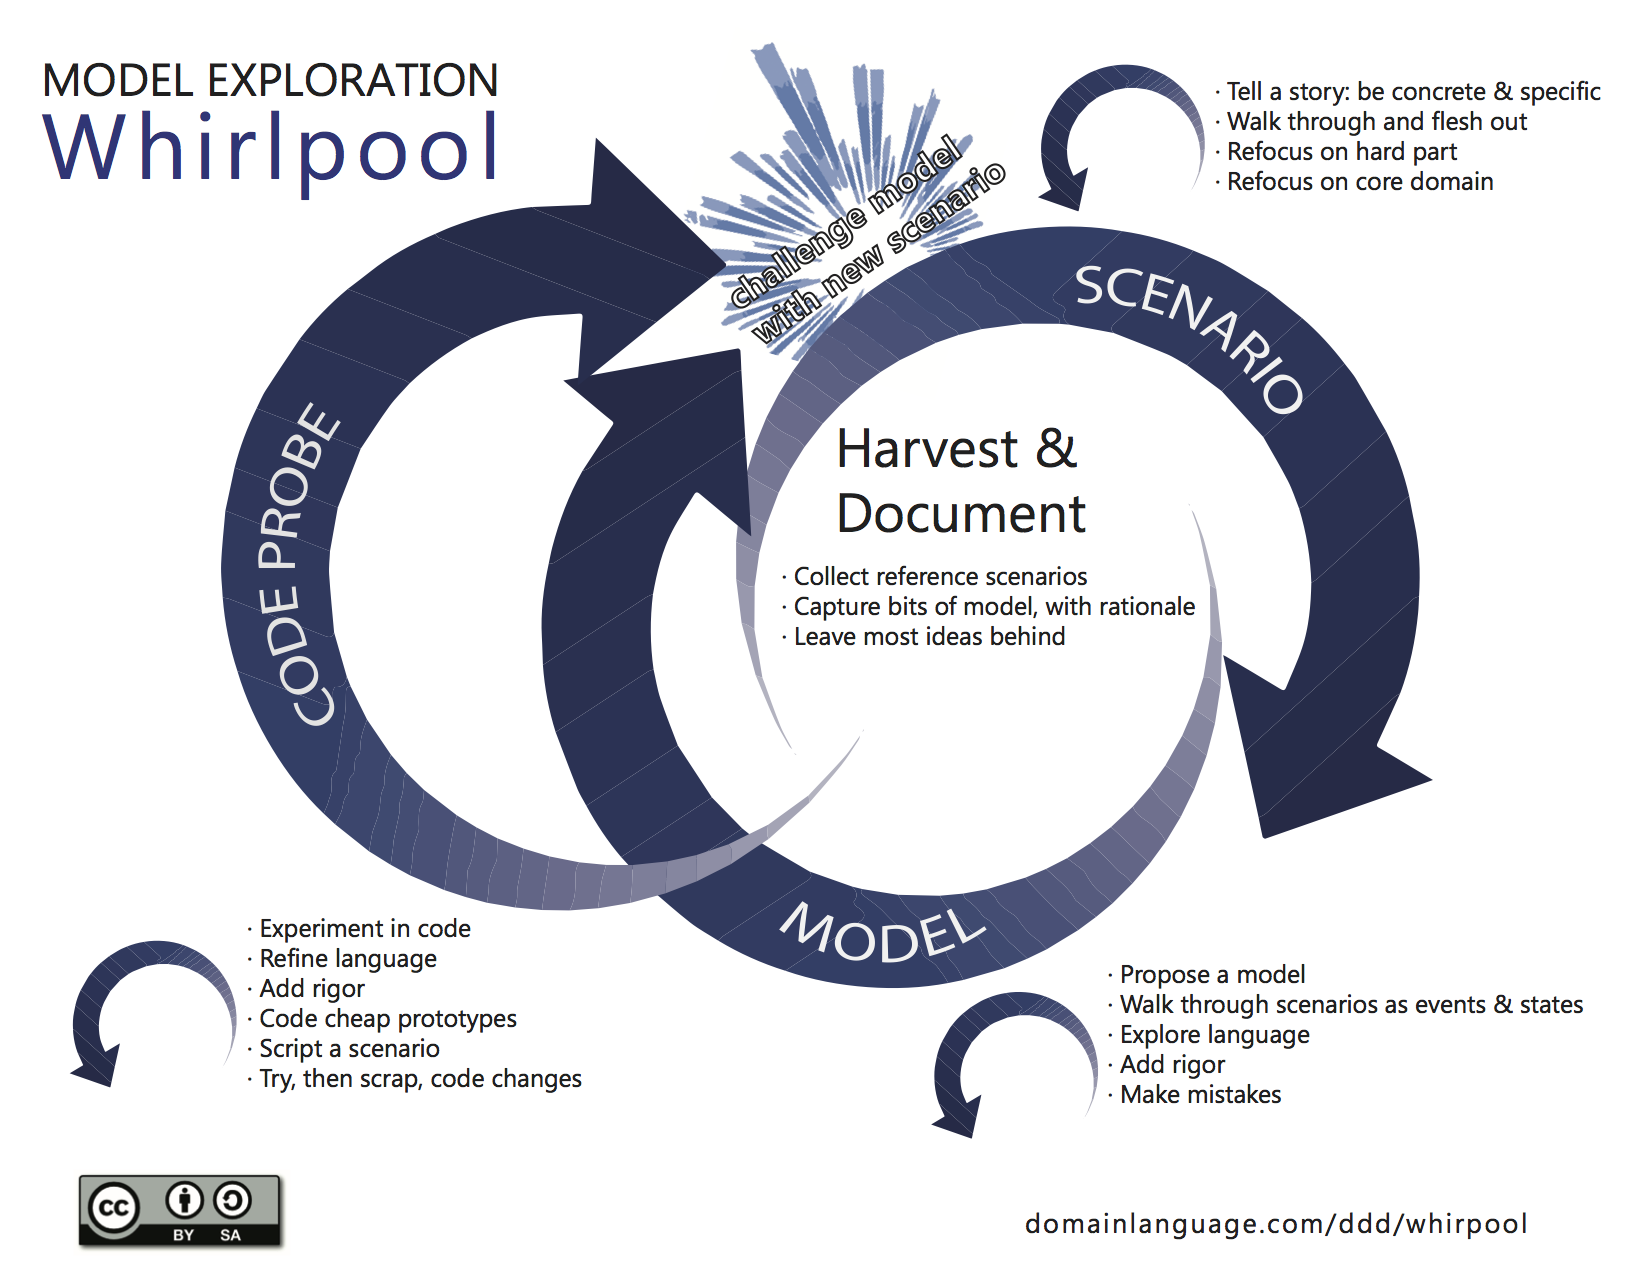 MODEL EXPLORATION
Whirlpool
challenge model
with new scenario
· Tell a story: be concrete & specific
· Walk through and flesh out
· Refocus on hard part
· Refocus on core domain
SCENARIO
CODE PROBE
Harvest &
Document
· Collect reference scenarios
· Capture bits of model, with rationale
· Leave most ideas behind
MODEL
· Experiment in code
· Refine language
· Add rigor
· Code cheap prototypes
· Script a scenario
· Try, then scrap, code changes
· Propose a model
· Walk through scenarios as events & states
· Explore language
· Add rigor
· Make mistakes
cc
BY SA
domainlanguage.com/ddd/whirpool